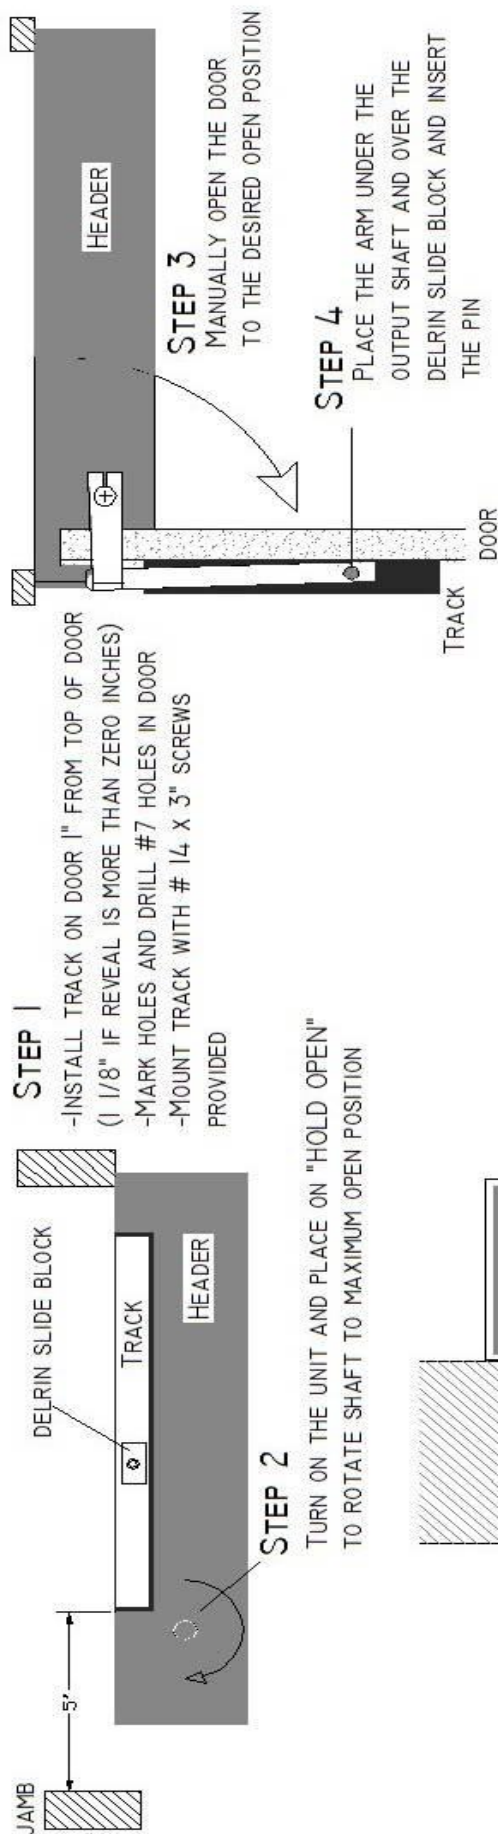 JAMB
5'
DELRIN SLIDE BLOCK
TRACK
HEADER
STEP 2
TURN ON THE UNIT AND PLACE ON "HOLD OPEN"
TO ROTATE SHAFT TO MAXIMUM OPEN POSITION
STEP 1
-INSTALL TRACK ON DOOR 1" FROM TOP OF DOOR
(1 1/8" IF REVEAL IS MORE THAN ZERO INCHES)
-MARK HOLES AND DRILL #7 HOLES IN DOOR
-MOUNT TRACK WITH # 14 X 3" SCREWS
PROVIDED
HEADER
STEP 3
MANUALLY OPEN THE DOOR
TO THE DESIRED OPEN POSITION
STEP 4
PLACE THE ARM UNDER THE
OUTPUT SHAFT AND OVER THE
DELRIN SLIDE BLOCK AND INSERT
THE PIN
TRACK
DOOR